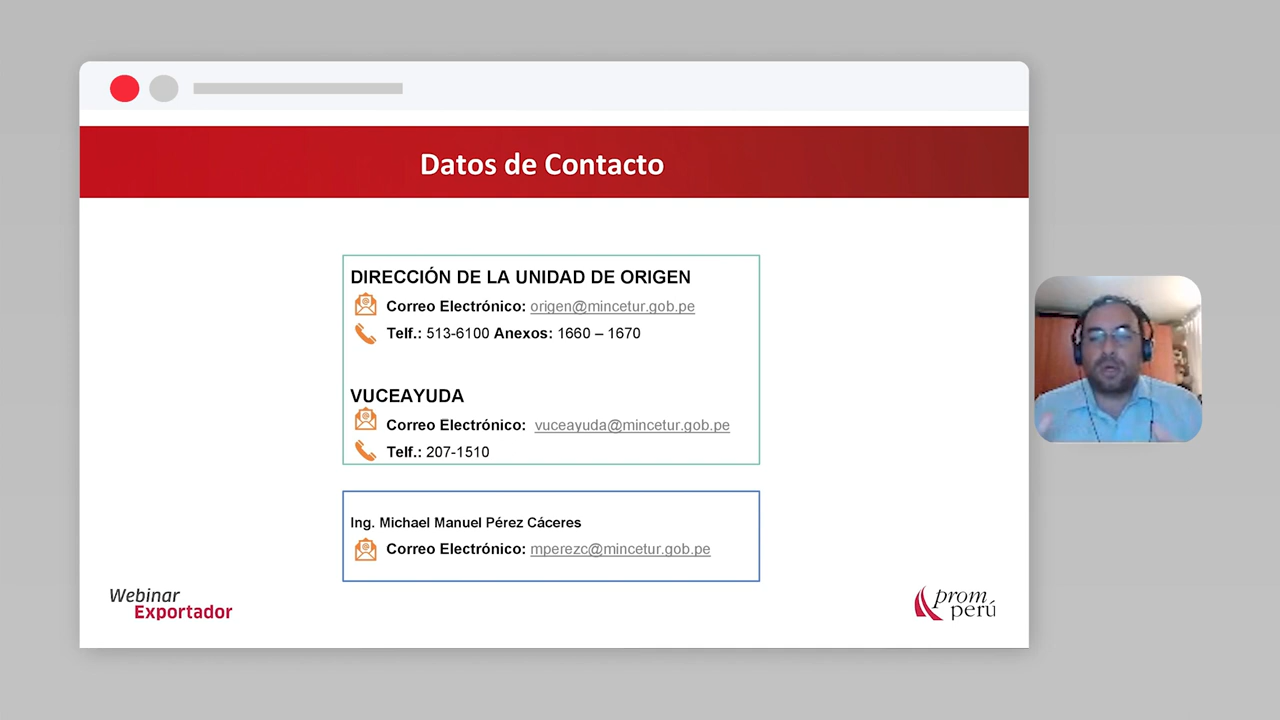 Datos de Contacto
DIRECCIÓN DE LA UNIDAD DE ORIGEN
Correo Electrónico: origen@mincetur.gob.pe
Telf.: 513-6100 Anexos: 1660 – 1670
VUCEAYUDA
Correo Electrónico: vuceayuda@mincetur.gob.pe
Telf.: 207-1510
Ing. Michael Manuel Pérez Cáceres
Correo Electrónico: mperezc@mincetur.gob.pe
Webinar
Exportador
prom
perú